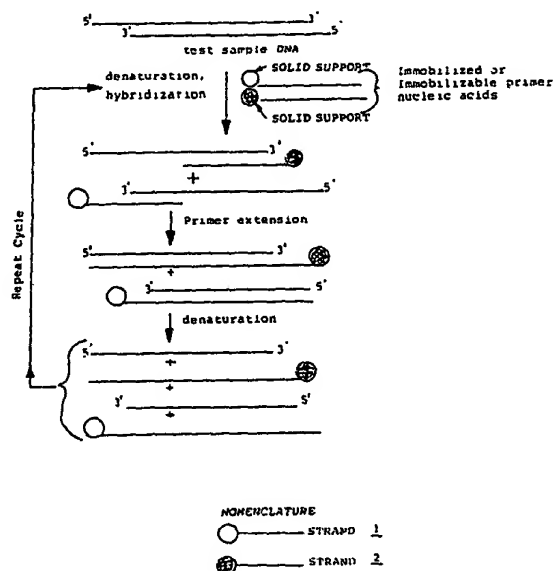 5' 3'
3' 5'
test sample DNA
denaturation,
hybridization
SOLID SUPPORT
SOLID SUPPORT
Immobilized or
Immobilizable primer
nucleic acids
5' 3'
+
3' 5'
Primer extension
5' 3'
+
3' 5'
denaturation
5' 3'
+
+
3' 5'
+
Repeat Cycle
NOMENCLATURE
STRAND 1
STRAND 2